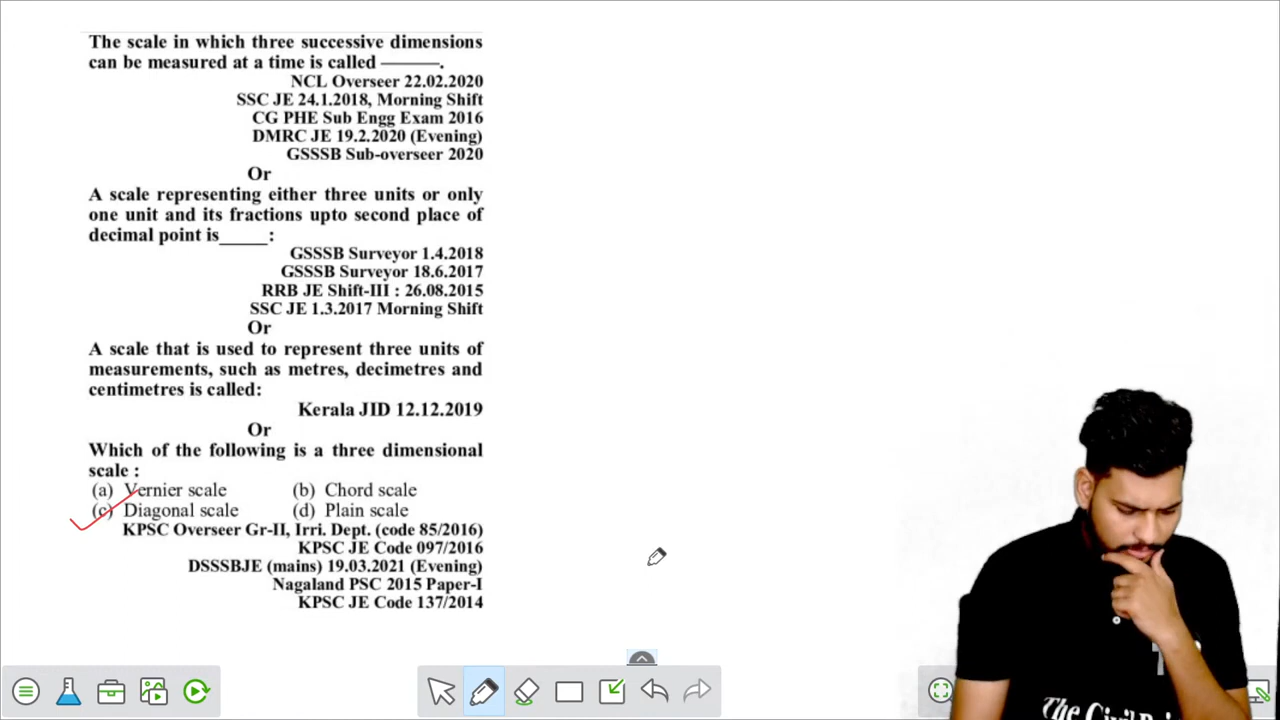 The scale in which three successive dimensions
can be measured at a time is called ———.
NCL Overseer 22.02.2020
SSC JE 24.1.2018, Morning Shift
CG PHE Sub Engg Exam 2016
DMRC JE 19.2.2020 (Evening)
GSSSB Sub-overseer 2020
Or
A scale representing either three units or only
one unit and its fractions upto second place of
decimal point is_____:
GSSSB Surveyor 1.4.2018
GSSSB Surveyor 18.6.2017
RRB JE Shift-III : 26.08.2015
SSC JE 1.3.2017 Morning Shift
Or
A scale that is used to represent three units of
measurements, such as metres, decimetres and
centimetres is called:
Kerala JID 12.12.2019
Or
Which of the following is a three dimensional
scale :
(a) Vernier scale (b) Chord scale
(c) Diagonal scale (d) Plain scale
KPSC Overseer Gr-II, Irri. Dept. (code 85/2016)
KPSC JE Code 097/2016
DSSSBJE (mains) 19.03.2021 (Evening)
Nagaland PSC 2015 Paper-I
KPSC JE Code 137/2014
The Civil